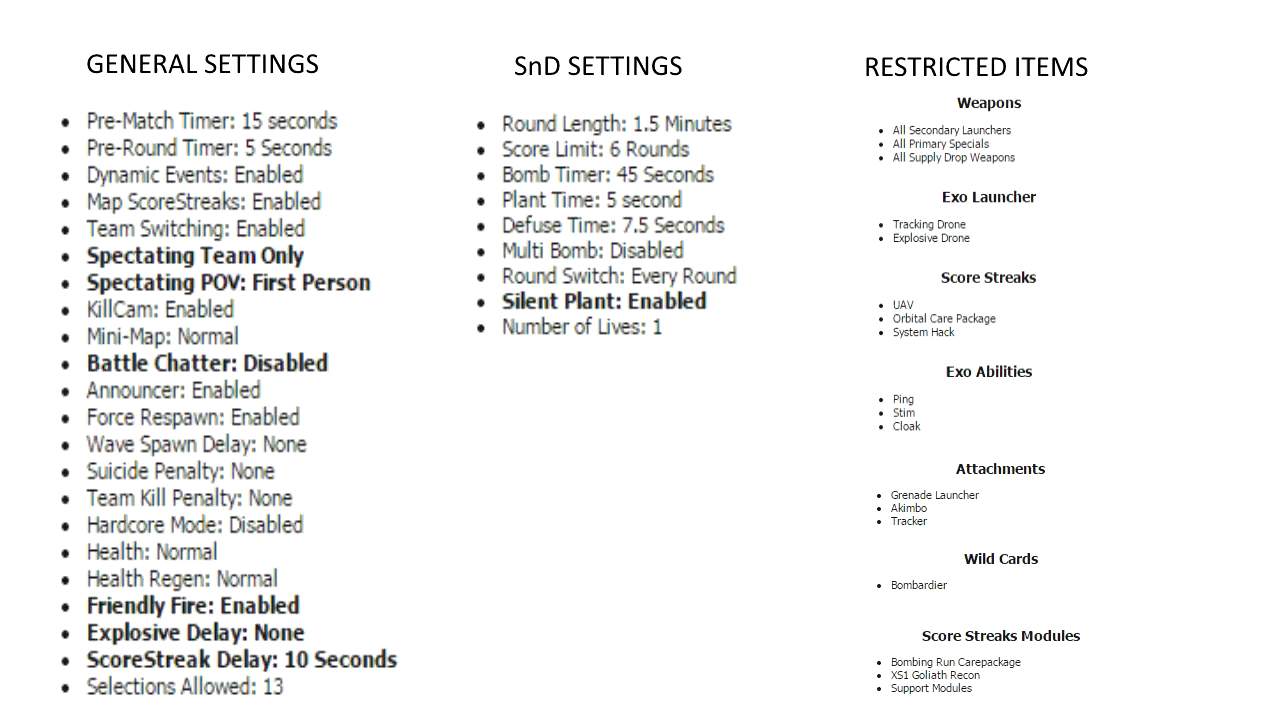 GENERAL SETTINGS
Pre-Match Timer: 15 seconds
Pre-Round Timer: 5 Seconds
Dynamic Events: Enabled
Map ScoreStreaks: Enabled
Team Switching: Enabled
Spectating Team Only
Spectating POV: First Person
KillCam: Enabled
Mini-Map: Normal
Battle Chatter: Disabled
Announcer: Enabled
Force Respawn: Enabled
Wave Spawn Delay: None
Suicide Penalty: None
Team Kill Penalty: None
Hardcore Mode: Disabled
Health: Normal
Health Regen: Normal
Friendly Fire: Enabled
Explosive Delay: None
ScoreStreak Delay: 10 Seconds
Selections Allowed: 13
SnD SETTINGS
Round Length: 1.5 Minutes
Score Limit: 6 Rounds
Bomb Timer: 45 Seconds
Plant Time: 5 second
Defuse Time: 7.5 Seconds
Multi Bomb: Disabled
Round Switch: Every Round
Silent Plant: Enabled
Number of Lives: 1
RESTRICTED ITEMS
Weapons
All Secondary Launchers
All Primary Specials
All Supply Drop Weapons
Exo Launcher
Tracking Drone
Explosive Drone
Score Streaks
UAV
Orbital Care Package
System Hack
Exo Abilities
Ping
Stim
Cloak
Attachments
Grenade Launcher
Akimbo
Tracker
Wild Cards
Bombardier
Score Streaks Modules
Bombing Run Carepackage
XS1 Goliath Recon
Support Modules